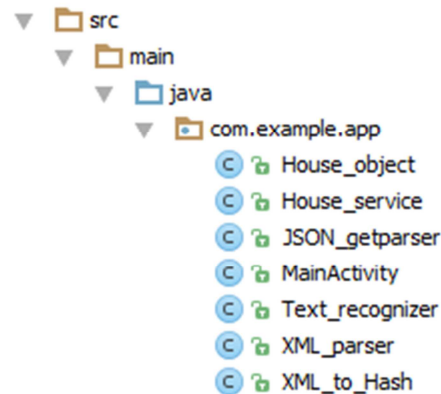 src
main
java
com.example.app
House_object
House_service
JSON_getparser
MainActivity
Text_recognizer
XML_parser
XML_to_Hash